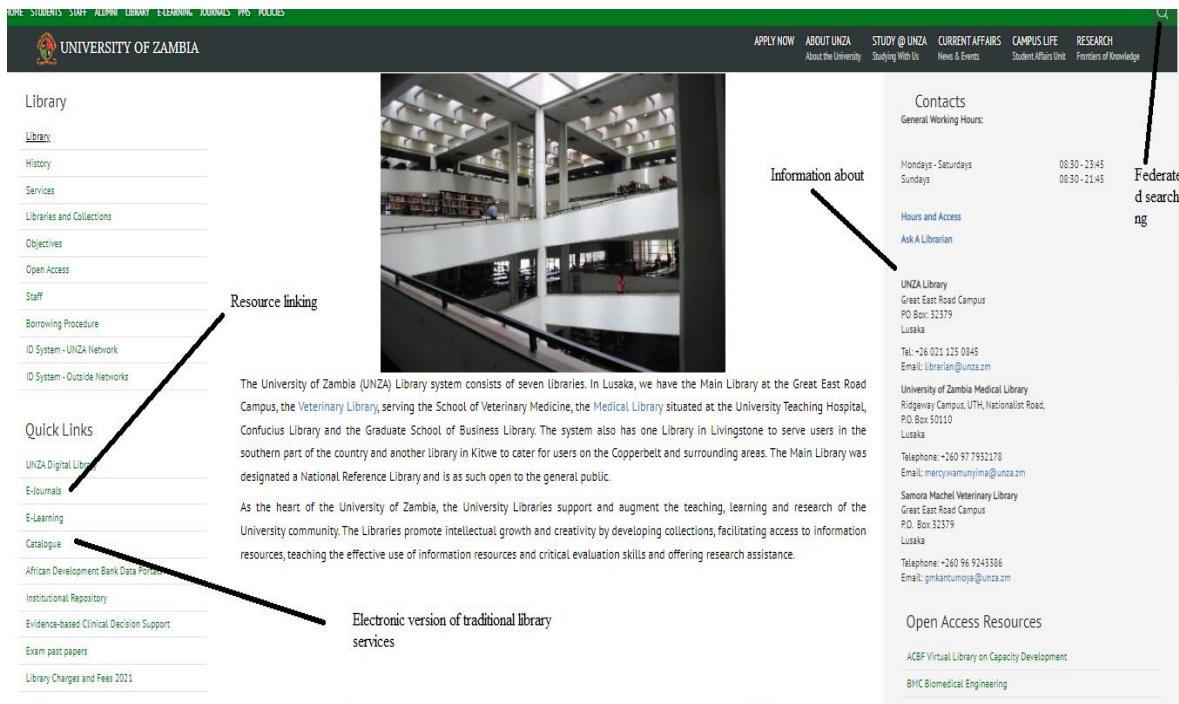 HOME STUDENTS STAFF ALUMNI LIBRARY E-LEARNING JOURNALS VMS POLICIES
UNIVERSITY OF ZAMBIA
APPLY NOW ABOUT UNZA STUDY @ UNZA CURRENT AFFAIRS CAMPUS LIFE RESEARCH
About the University Studying With Us News & Events Student Affairs Unit Frontiers of Knowledge
Library
Library
History
Services
Libraries and Collections
Objectives
Open Access
Staff
Borrowing Procedure
ID System - UNZA Network
ID System - Outside Networks
Quick Links
UNZA Digital Library
E-Journals
E-Learning
Catalogue
African Development Bank Data Portals
Institutional Repository
Evidence-based Clinical Decision Support
Exam past papers
Library Charges and Fees 2021
Resource linking
The University of Zambia (UNZA) Library system consists of seven libraries. In Lusaka, we have the Main Library at the Great East Road
Campus, the Veterinary Library, serving the School of Veterinary Medicine, the Medical Library situated at the University Teaching Hospital,
Confucius Library and the Graduate School of Business Library. The system also has one Library in Livingstone to serve users in the
southern part of the country and another library in Kitwe to cater for users on the Copperbelt and surrounding areas. The Main Library was
designated a National Reference Library and is as such open to the general public.
As the heart of the University of Zambia, the University Libraries support and augment the teaching, learning and research of the
University community. The Libraries promote intellectual growth and creativity by developing collections, facilitating access to information
resources, teaching the effective use of information resources and critical evaluation skills and offering research assistance.
Electronic version of traditional library
services
Information about
Contacts
General Working Hours:
Mondays - Saturdays 08:30 - 23:45
Sundays 08:30 - 21:45
Federate
d search
ng
Hours and Access
Ask A Librarian
UNZA Library
Great East Road Campus
PO Box: 32379
Lusaka
Tel: +26 021 125 0845
Email: librarian@unza.zm
University of Zambia Medical Library
Ridgeway Campus, UTH, Nationalist Road,
P.O. Box 50110
Lusaka
Telephone: +260 97 7932178
Email: mercy.wamunyima@unza.zm
Samora Machel Veterinary Library
Great East Road Campus
P.O. Box 32379
Lusaka
Telephone: +260 96 9243386
Email: gmkantumoya@unza.zm
Open Access Resources
ACBF Virtual Library on Capacity Development
BMC Biomedical Engineering